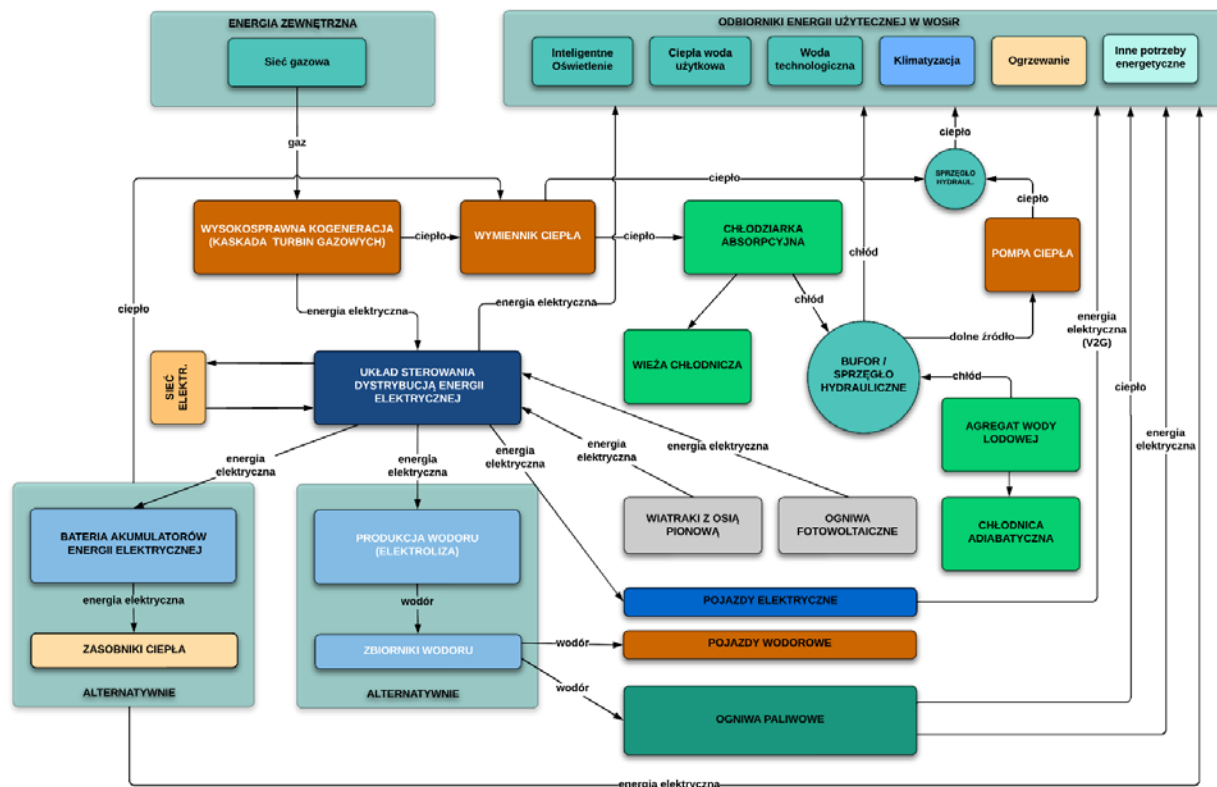 ENERGIA ZEWNĘTRZNA
Sieć gazowa
ODBIORNIKI ENERGII UŻYTECZNEJ W WOSiR
Inteligentne
Oświetlenie
Ciepła woda
użytkowa
Woda
technologiczna
Klimatyzacja
Ogrzewanie
Inne potrzeby
energetyczne
gaz
ciepło
ciepło
SPRZĘGŁO
HYDRAUL.
ciepło
WYSOKOSPRAWNA KOGENERACJA
(KASKADA TURBIN GAZOWYCH)
ciepło
WYMIENNIK CIEPŁA
ciepło
CHŁODZIARKA
ABSORPCYJNA
chłód
POMPA CIEPŁA
ciepło
energia elektryczna
energia elektryczna
chłód
energia
elektryczna
(V2G)
dolne źródło
WIEŻA CHŁODNICZA
BUFOR /
SPRZĘGŁO
HYDRAULICZNE
ciepło
SIEĆ
ELEKTR.
UKŁAD STEROWANIA
DYSTRYBUCJĄ ENERGII
ELEKTRYCZNEJ
chłód
AGREGAT WODY
LODOWEJ
energia
elektryczna
energia
elektryczna
energia
elektryczna
energia
elektryczna
energia
elektryczna
energia elektryczna
BATERIA AKUMULATORÓW
ENERGII ELEKTRYCZNEJ
PRODUKCJA WODORU
(ELEKTROLIZA)
WIATRAKI Z OSIĄ
PIONOWĄ
OGNIWA
FOTOWOLTAICZNE
CHŁODNICA
ADIABATYCZNA
energia elektryczna
wodór
POJAZDY ELEKTRYCZNE
ZASOBNIKI CIEPŁA
ZBIORNIKI WODORU
wodór
POJAZDY WODOROWE
ALTERNATYWNIE
ALTERNATYWNIE
wodór
OGNIWA PALIWOWE
energia elektryczna